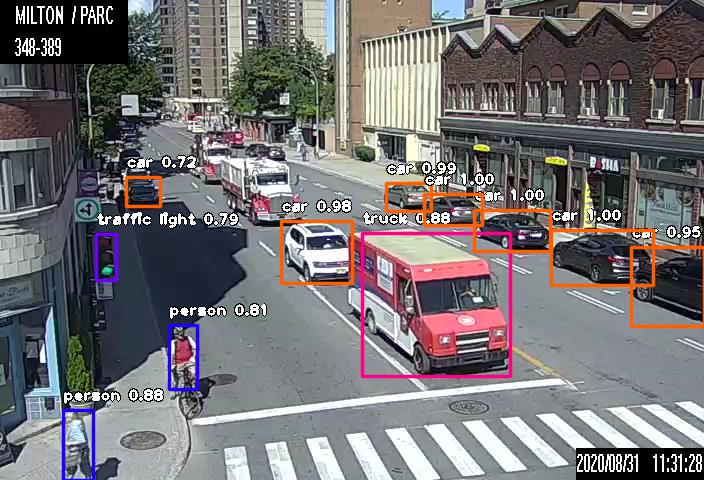 MILTON / PARC
348-389
car 0.72
car 0.99
car 1.00
car 1.00
traffic light 0.79
car 0.98
truck 0.88
car 1.00
car 0.95
person 0.81
person 0.88
2020/08/31 11:31:28